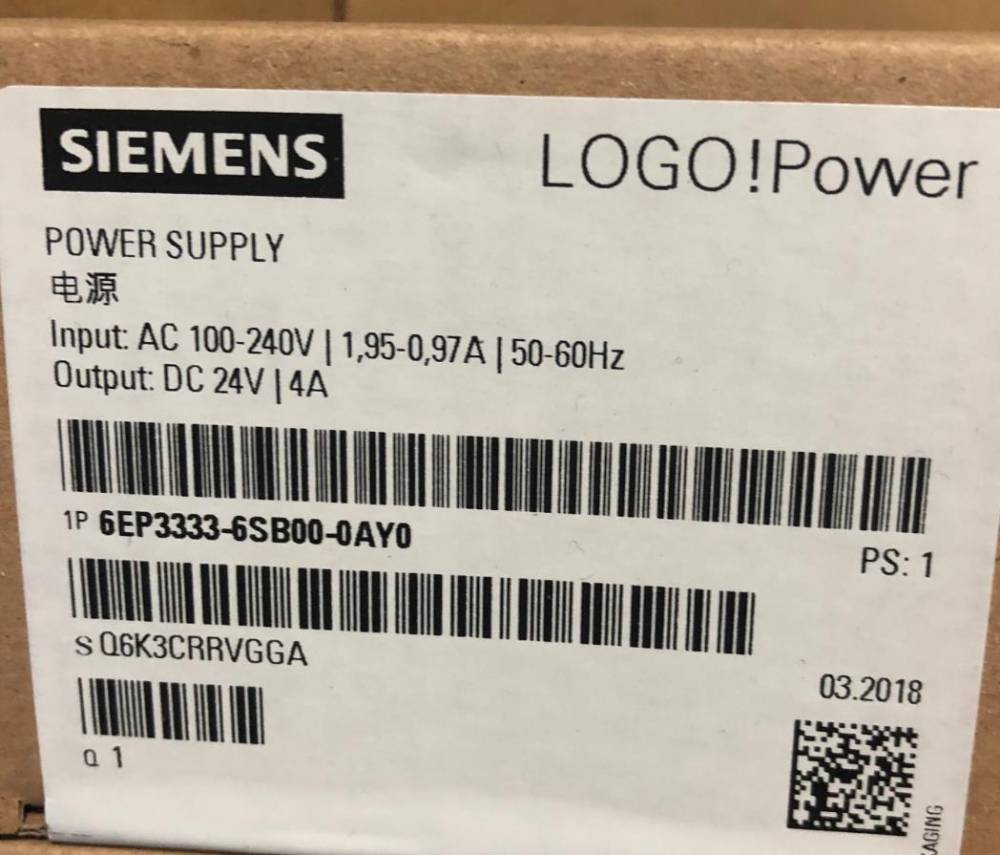 SIEMENS
LOGO!Power
POWER SUPPLY
电源
Input: AC 100-240V | 1,95-0,97A | 50-60Hz
Output: DC 24V | 4A
1P 6EP3333-6SB00-0AY0
PS: 1
S Q6K3CRRVGGA
03.2018
Q 1